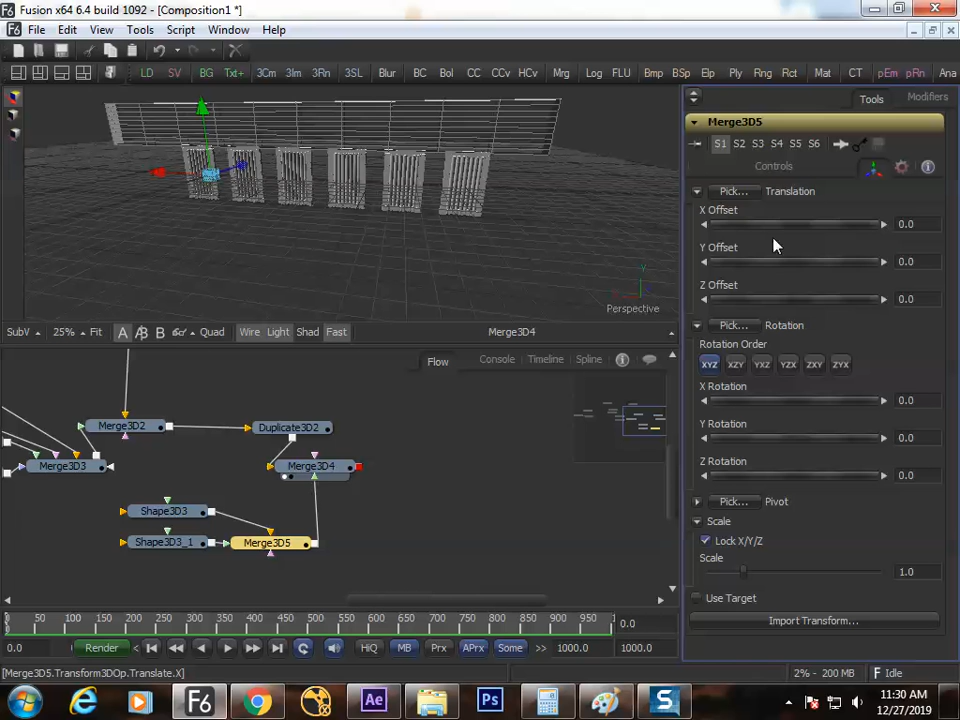 Fusion x64 6.4 build 1092 - [Composition1 *]
File Edit View Tools Script Window Help
LD SV BG Txt+ 3Cm 3Im 3Rn 3SL Blur BC Bol CC CCv HCv Mrg Log FLU Bmp BSp Elp Ply Rng Rct Mat CT pEm pRn Ana
Tools Modifiers
Merge3D5
S1 S2 S3 S4 S5 S6
Controls
Pick... Translation
X Offset
0.0
Y Offset
0.0
Z Offset
0.0
Pick... Rotation
Rotation Order
XYZ XZY YXZ YZX ZXY ZYX
X Rotation
0.0
Y Rotation
0.0
Z Rotation
0.0
Pick... Pivot
Scale
Lock X/Y/Z
Scale
1.0
Use Target
Import Transform...
Y
Perspective
SubV 25% Fit A B Quad Wire Light Shad Fast Merge3D4
Flow Console Timeline Spline
Merge3D2
Duplicate3D2
Merge3D3
Merge3D4
Shape3D3
Shape3D3_1
Merge3D5
0 50 100 150 200 250 300 350 400 450 500 550 600 650 700 750 800 850 900 950 0.0
0.0 Render HiQ MB Prx APrx Some >> 1000.0 1000.0
[Merge3D5.Transform3DOp.Translate.X]
2% - 200 MB
Idle
F6 Ae Ps S
11:30 AM
12/27/2019